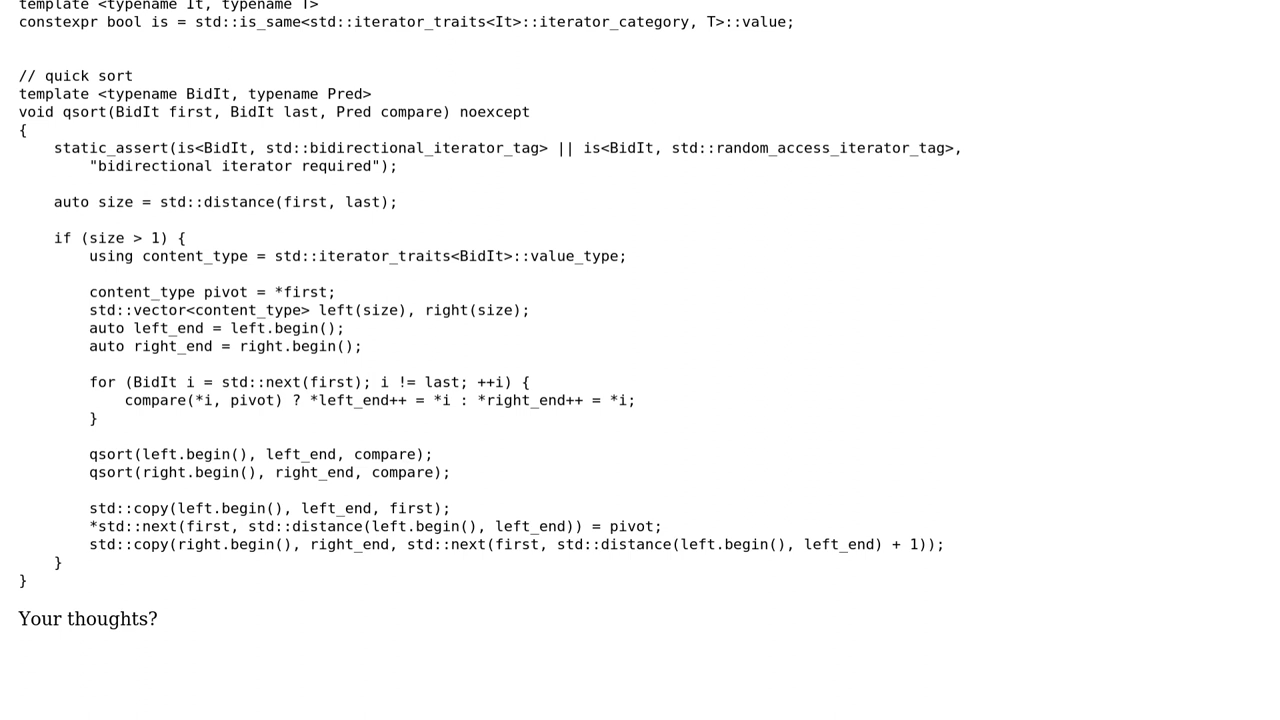 template <typename It, typename T>
constexpr bool is = std::is_same<std::iterator_traits<It>::iterator_category, T>::value;
// quick sort
template <typename BidIt, typename Pred>
void qsort(BidIt first, BidIt last, Pred compare) noexcept
{
    static_assert(is<BidIt, std::bidirectional_iterator_tag> || is<BidIt, std::random_access_iterator_tag>,
        "bidirectional iterator required");
    auto size = std::distance(first, last);
    if (size > 1) {
        using content_type = std::iterator_traits<BidIt>::value_type;
        content_type pivot = *first;
        std::vector<content_type> left(size), right(size);
        auto left_end = left.begin();
        auto right_end = right.begin();
        for (BidIt i = std::next(first); i != last; ++i) {
            compare(*i, pivot) ? *left_end++ = *i : *right_end++ = *i;
        }
        qsort(left.begin(), left_end, compare);
        qsort(right.begin(), right_end, compare);
        std::copy(left.begin(), left_end, first);
        *std::next(first, std::distance(left.begin(), left_end)) = pivot;
        std::copy(right.begin(), right_end, std::next(first, std::distance(left.begin(), left_end) + 1));
    }
}
Your thoughts?